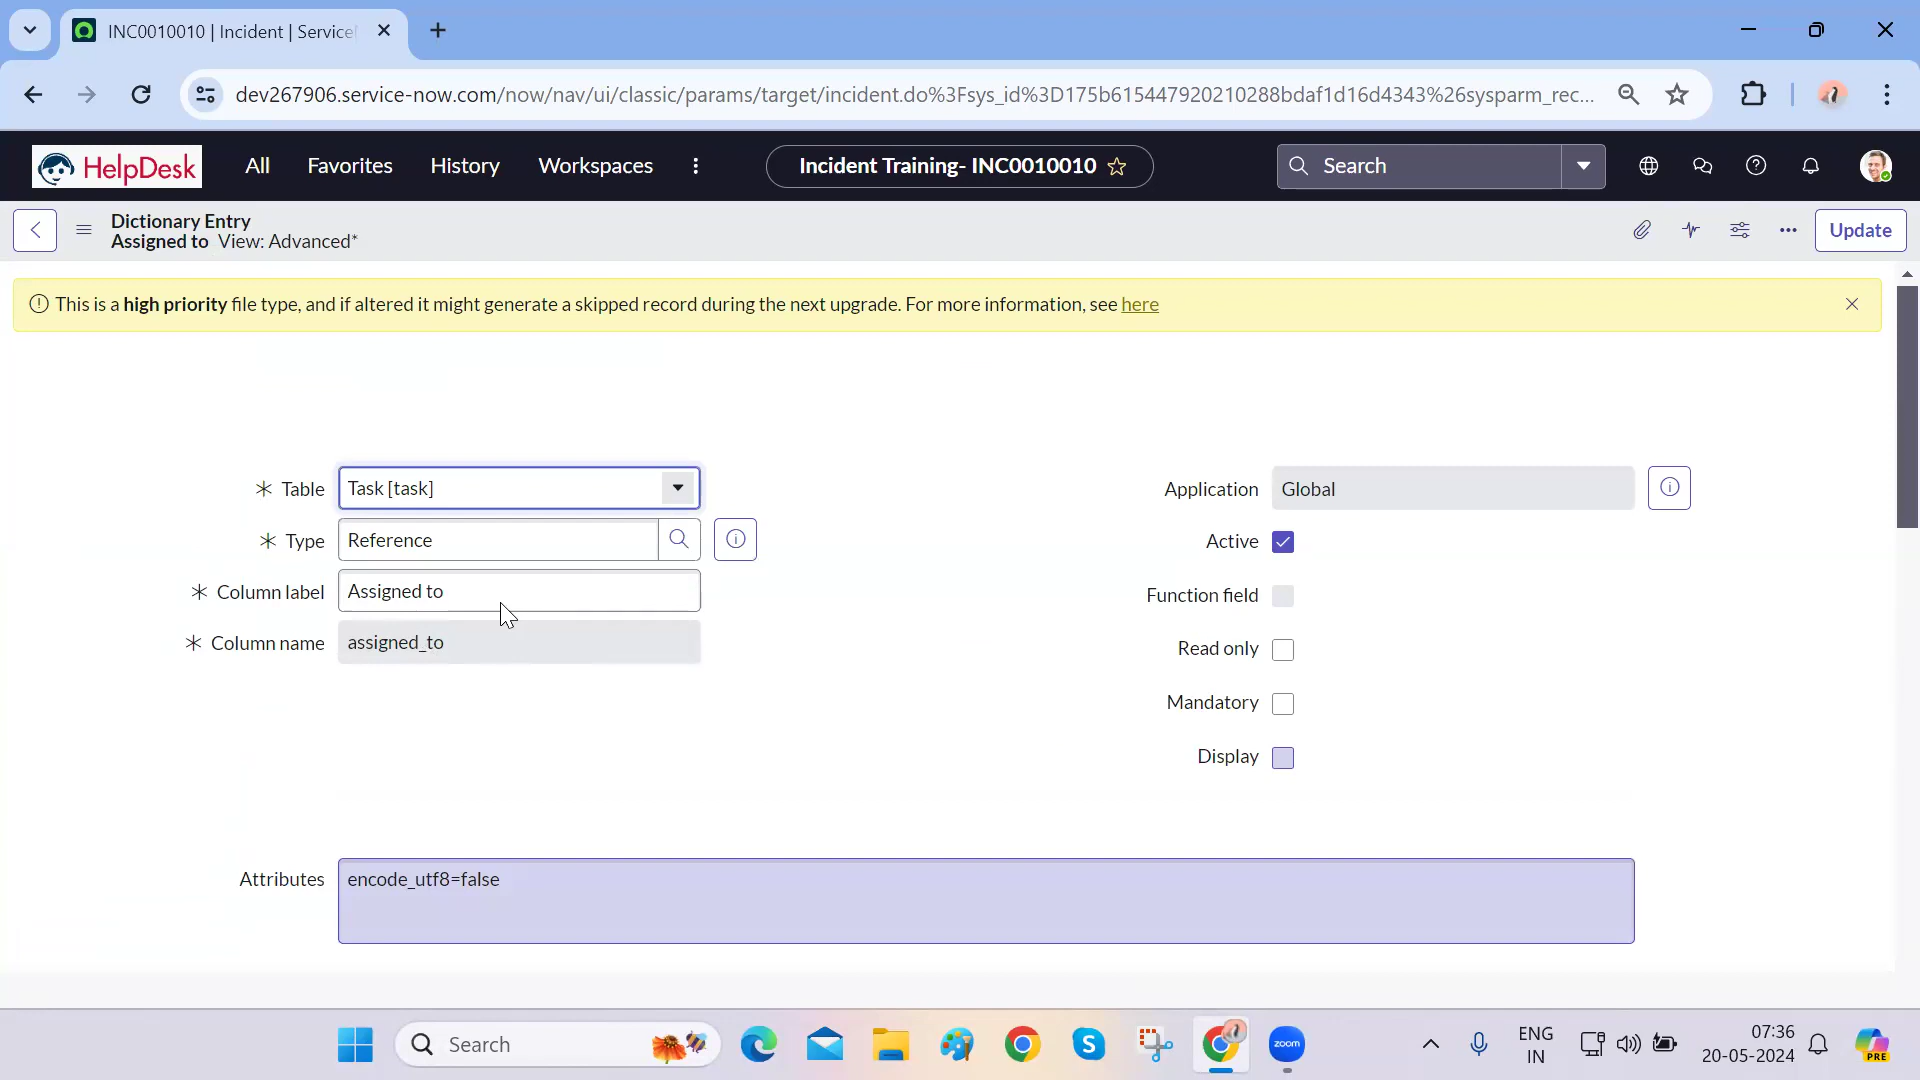 INC0010010 | Incident | Service
dev267906.service-now.com/now/nav/ui/classic/params/target/incident.do%3Fsys_id%3D175b615447920210288bdaf1d16d4343%26sysparm_rec...
HelpDesk All Favorites History Workspaces Incident Training- INC0010010 Search
Dictionary Entry
Assigned to View: Advanced*
Update
This is a high priority file type, and if altered it might generate a skipped record during the next upgrade. For more information, see here
Table Task [task]
Type Reference
Column label Assigned to
Column name assigned_to
Application Global
Active
Function field
Read only
Mandatory
Display
Attributes encode_utf8=false
Search
zoom
ENG
IN
07:36
20-05-2024
PRE